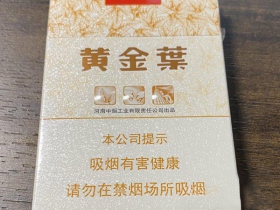 黄金葉
河南中烟工业有限责任公司出品
本公司提示
吸烟有害健康
请勿在禁烟场所吸烟